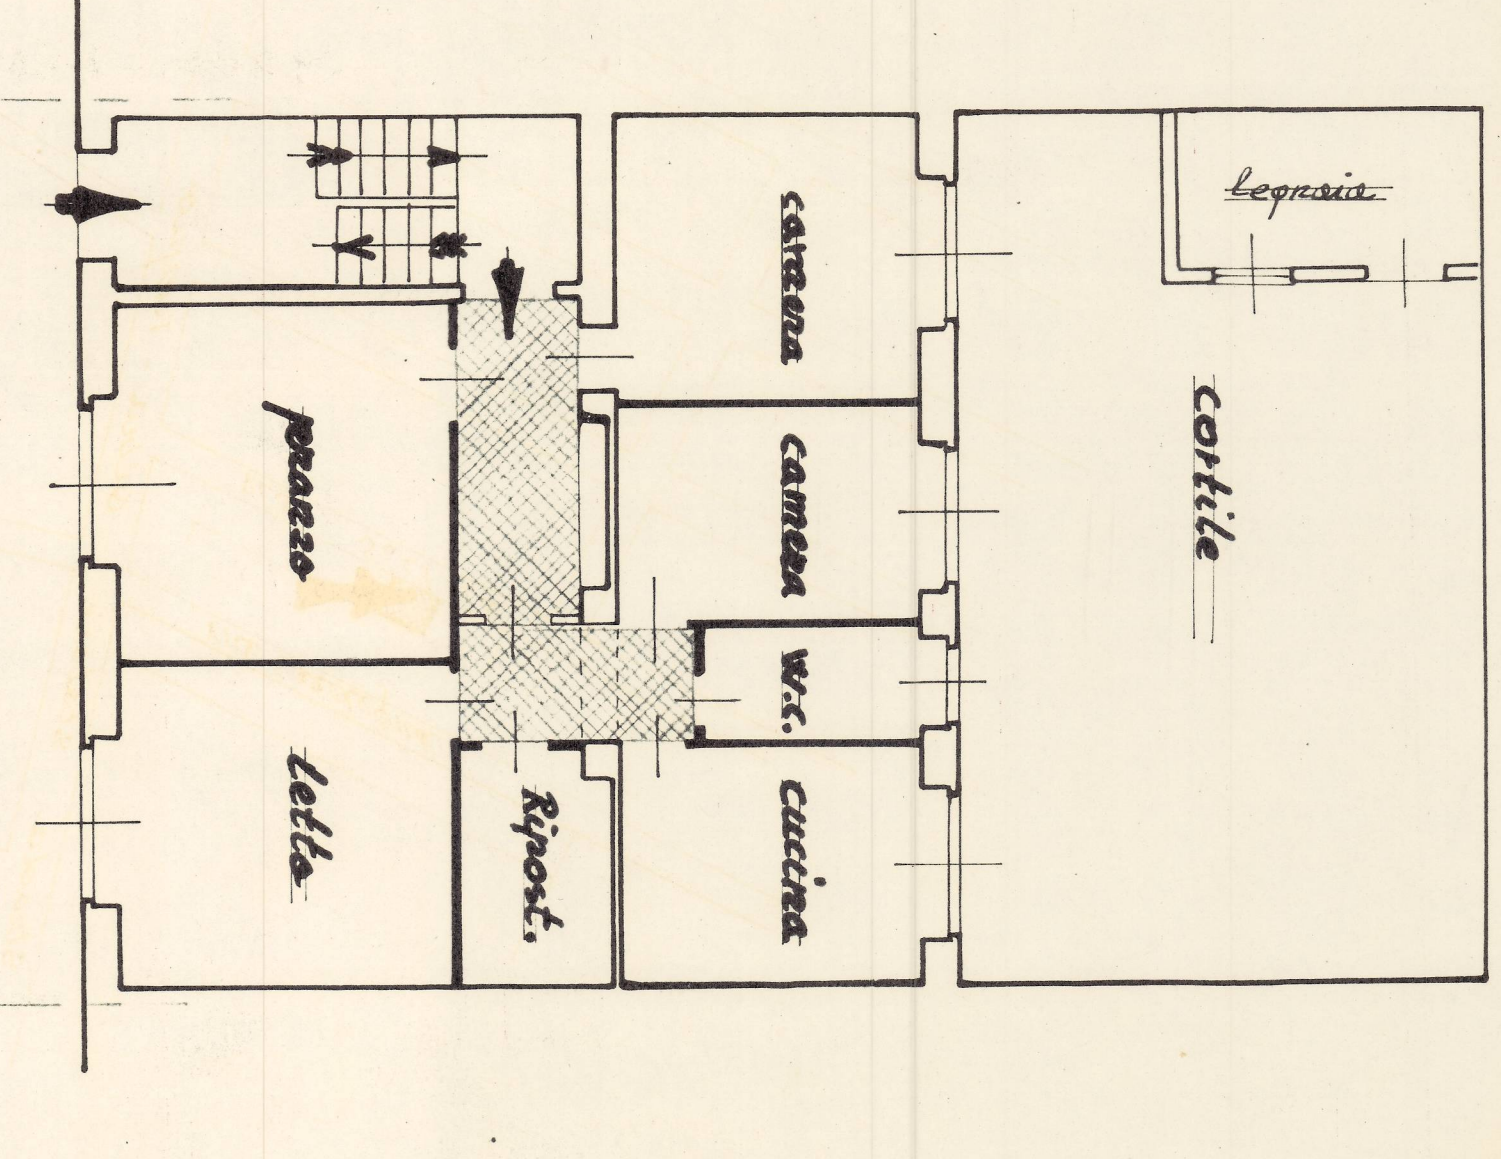 legnaia
camera
cortile
pranzo
camera
W.c.
letto
Ripost.
cucina